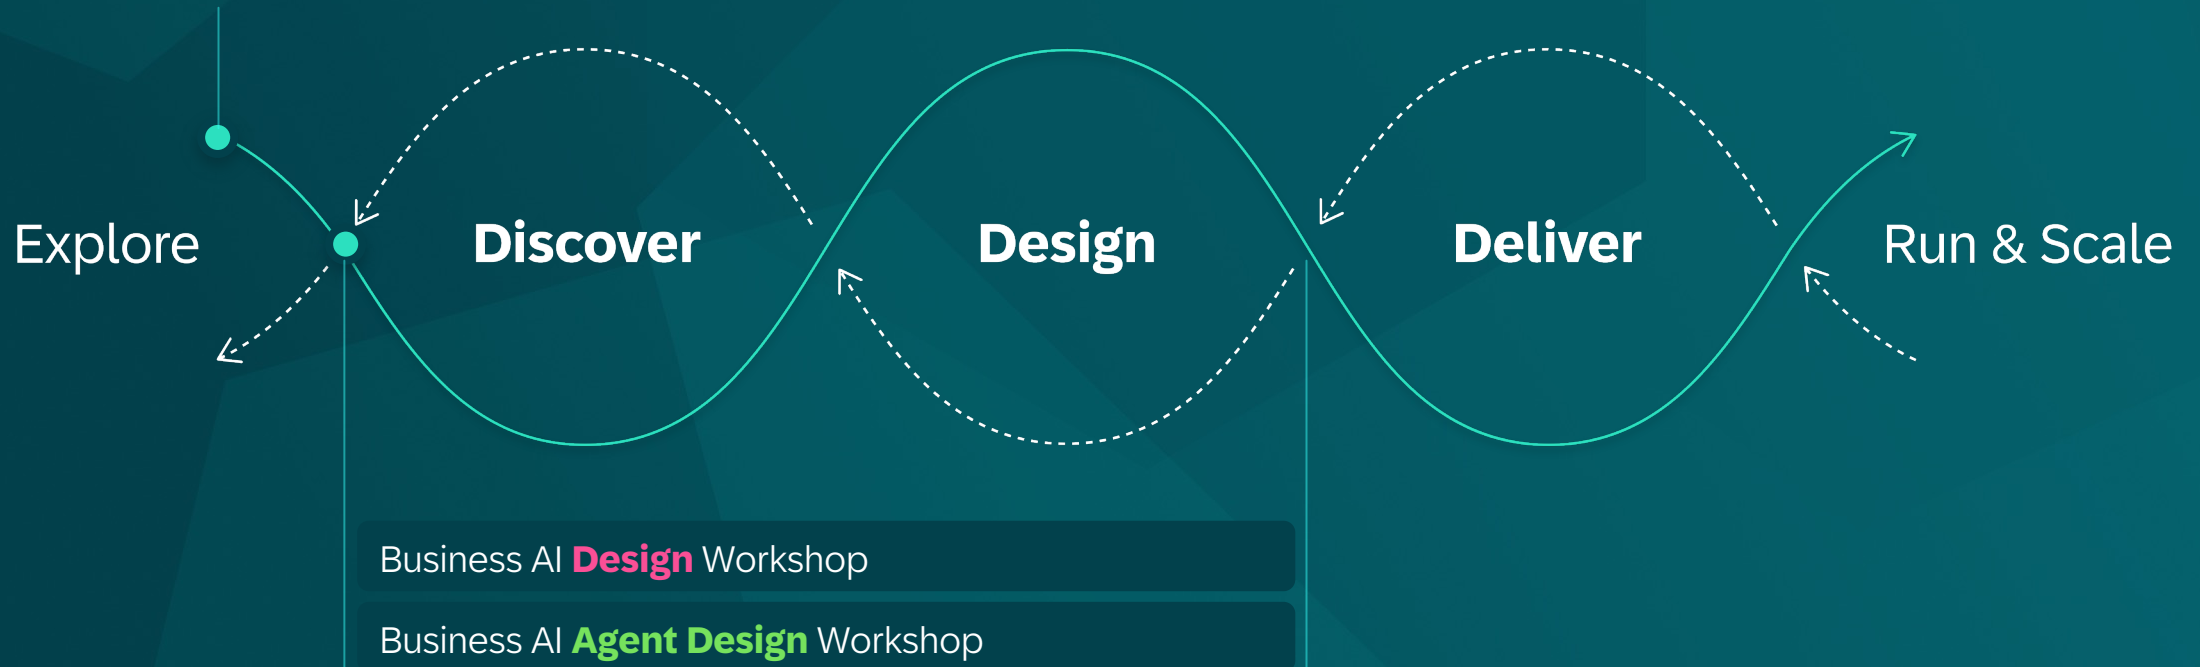 Explore
Discover
Design
Deliver
Run & Scale
Business AI Design Workshop
Business AI Agent Design Workshop